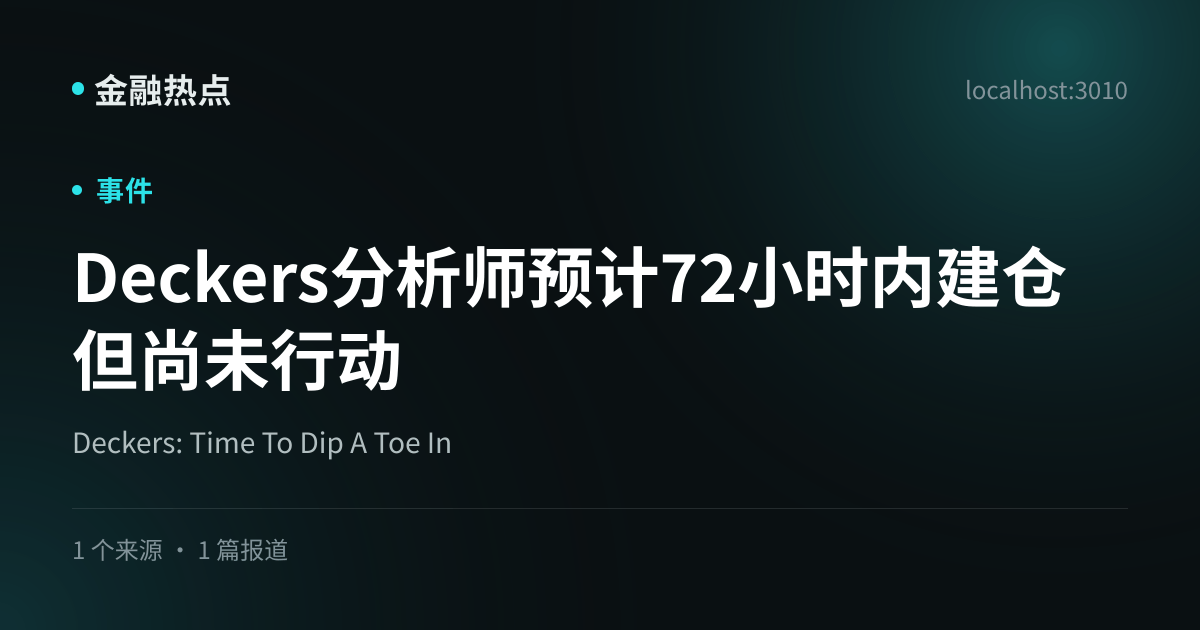 金融热点
localhost:3010
事件
Deckers分析师预计72小时内建仓
但尚未行动
Deckers: Time To Dip A Toe In
1 个来源 · 1 篇报道